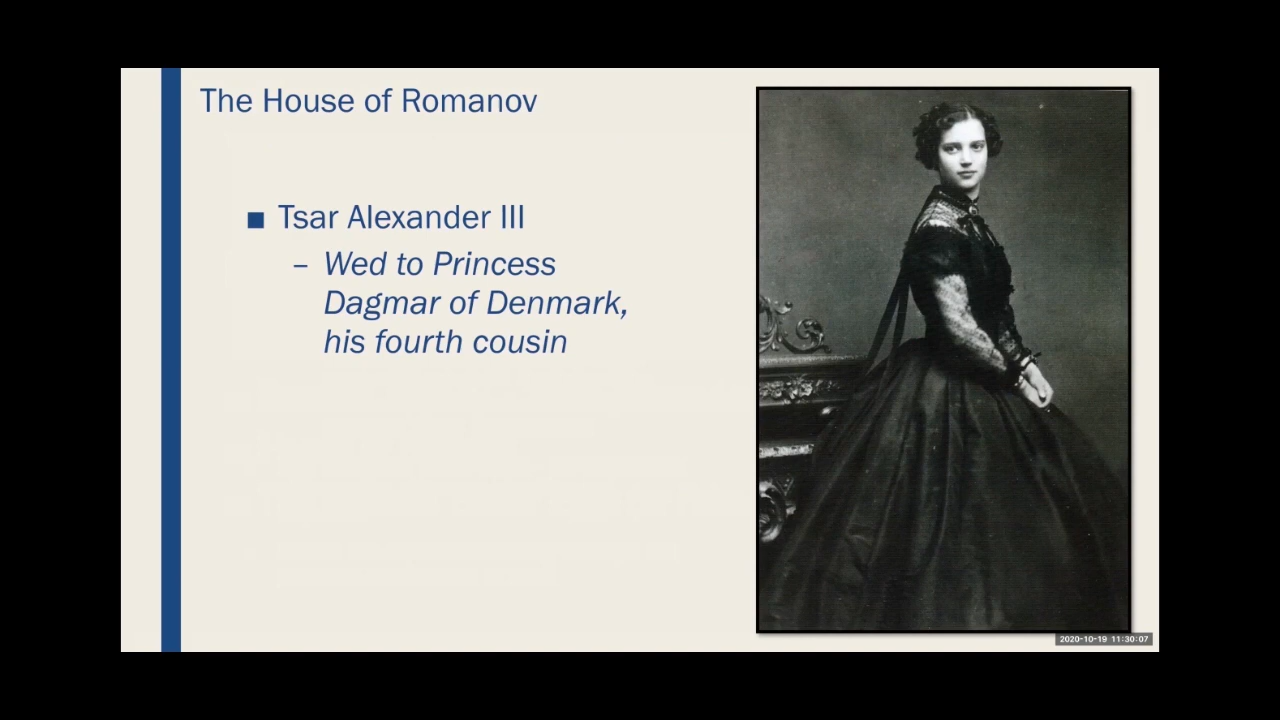 The House of Romanov
■ Tsar Alexander III
– Wed to Princess
Dagmar of Denmark,
his fourth cousin
2020-10-19 11:30:07